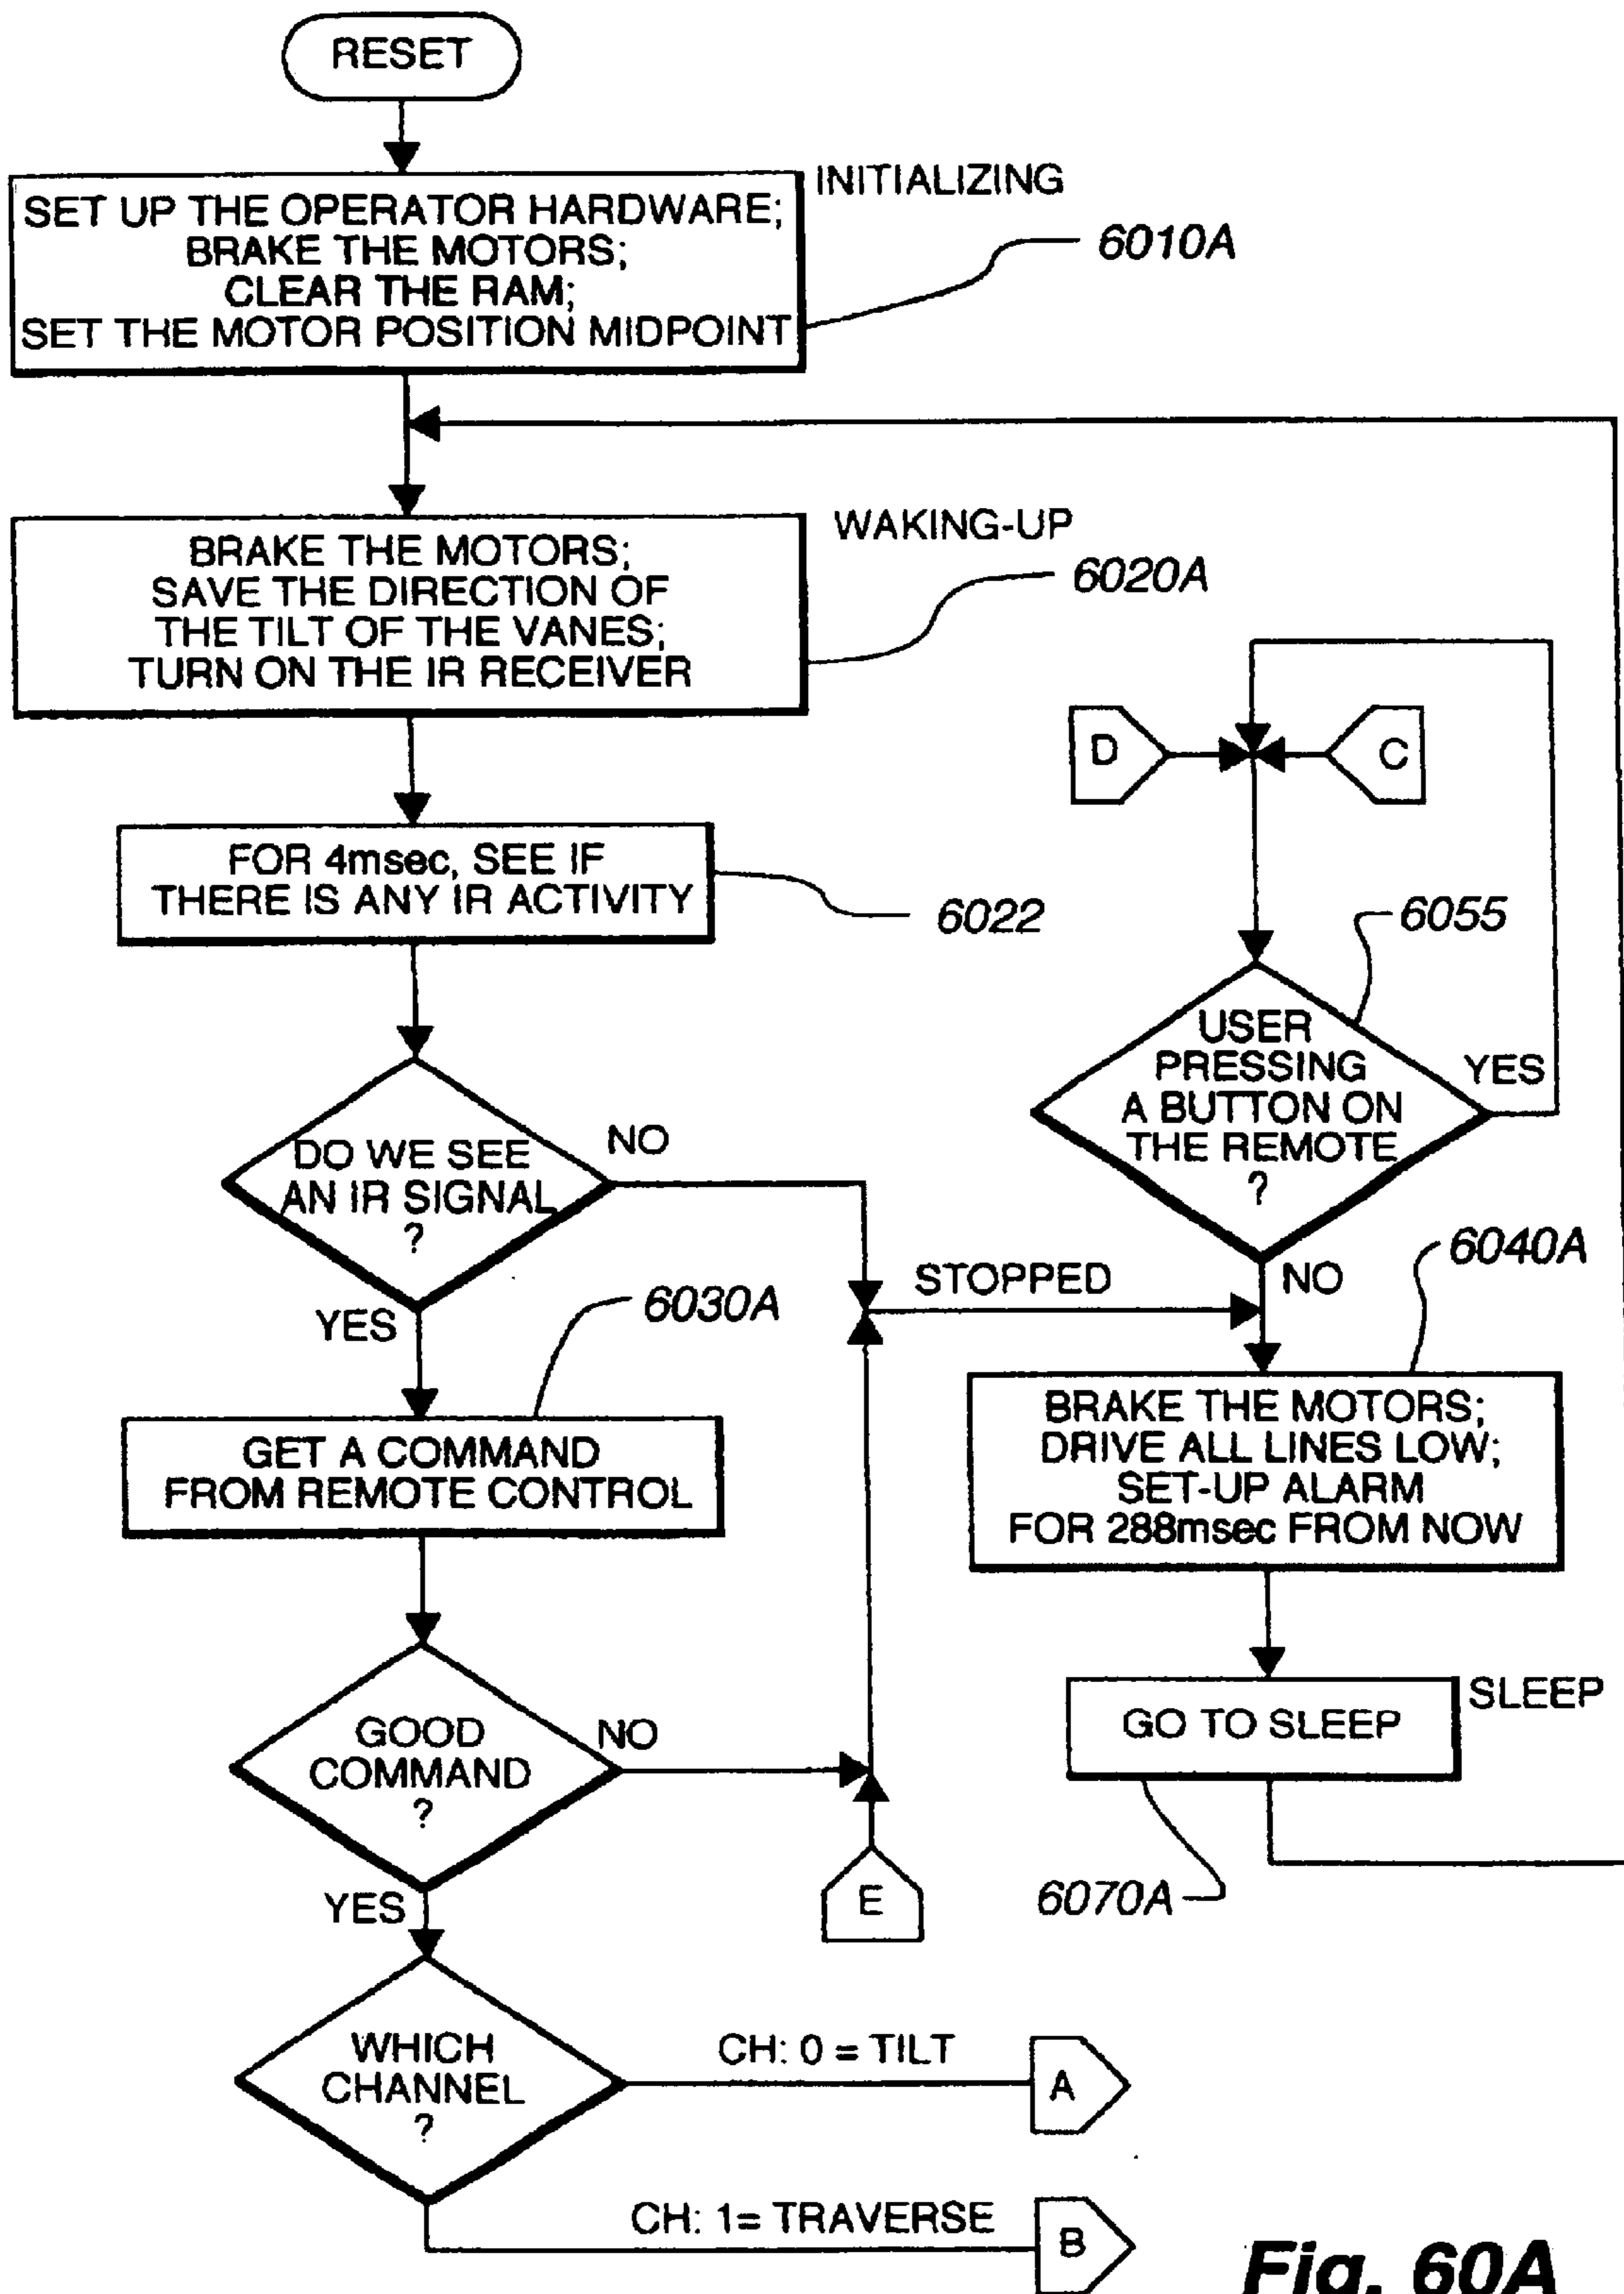 RESET
INITIALIZING
SET UP THE OPERATOR HARDWARE;
BRAKE THE MOTORS;
CLEAR THE RAM;
SET THE MOTOR POSITION MIDPOINT
6010A
WAKING-UP
BRAKE THE MOTORS;
SAVE THE DIRECTION OF
THE TILT OF THE VANES;
TURN ON THE IR RECEIVER
6020A
D
C
FOR 4msec, SEE IF
THERE IS ANY IR ACTIVITY
6022
6055
USER
PRESSING
A BUTTON ON
THE REMOTE
?
YES
NO
DO WE SEE
AN IR SIGNAL
?
NO
YES
STOPPED
6040A
6030A
GET A COMMAND
FROM REMOTE CONTROL
BRAKE THE MOTORS;
DRIVE ALL LINES LOW;
SET-UP ALARM
FOR 288msec FROM NOW
GOOD
COMMAND
?
NO
YES
GO TO SLEEP
SLEEP
6070A
E
WHICH
CHANNEL
?
CH: 0 = TILT
A
CH: 1= TRAVERSE
B
Fig. 60A